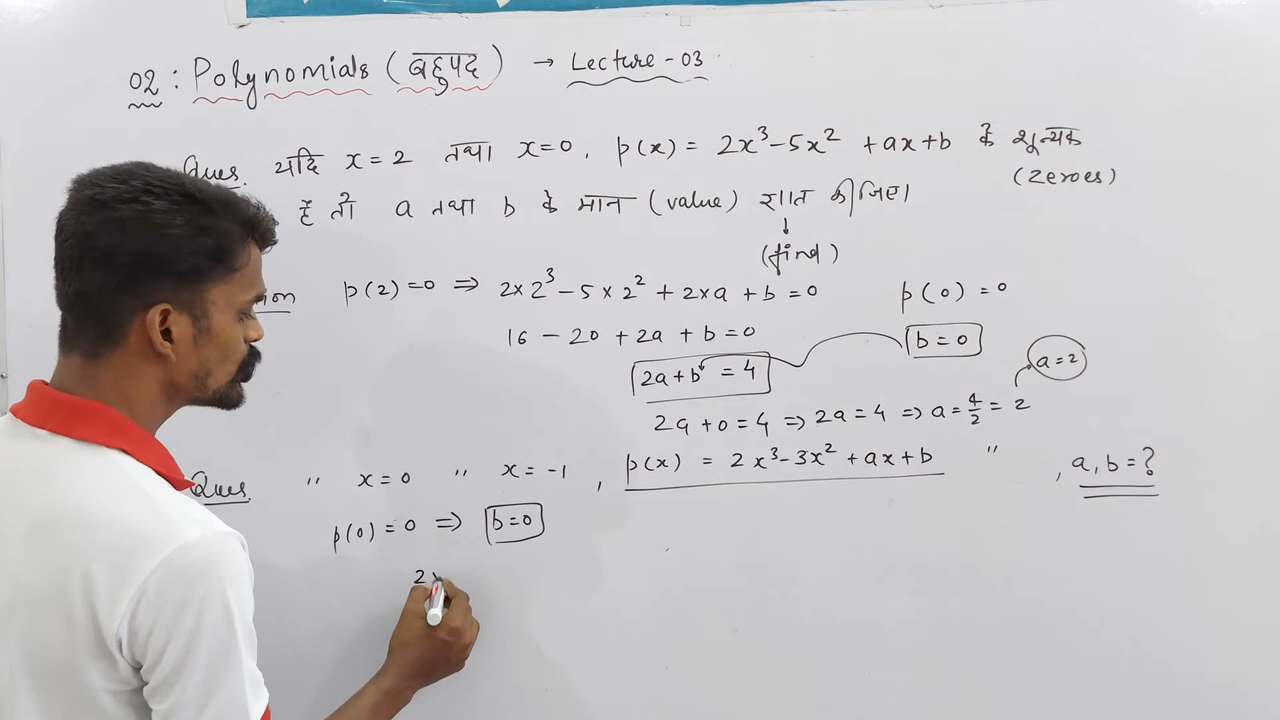 02 : Polynomials (बहुपद) → Lecture - 03
Ques. यदि x = 2 तथा x = 0, p(x) = 2x³ - 5x² + ax + b के शून्यक
(zeroes)
हैं तो a तथा b के मान (value) ज्ञात कीजिए।
↓
(find)
p(2) = 0 ⇒ 2×2³ - 5×2² + 2×a + b = 0 p(0) = 0
16 - 20 + 2a + b = 0 b = 0
2a + b = 4 a = 2
2a + 0 = 4 ⇒ 2a = 4 ⇒ a = 4/2 = 2
Ques. " x = 0 " x = -1, p(x) = 2x³ - 3x² + ax + b " , a, b = ?
p(0) = 0 ⇒ b = 0
2